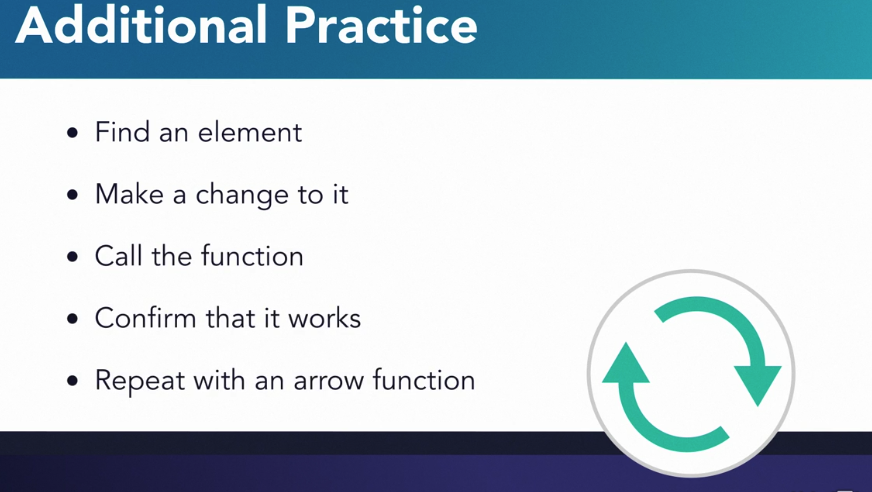 Additional Practice
• Find an element
• Make a change to it
• Call the function
• Confirm that it works
• Repeat with an arrow function